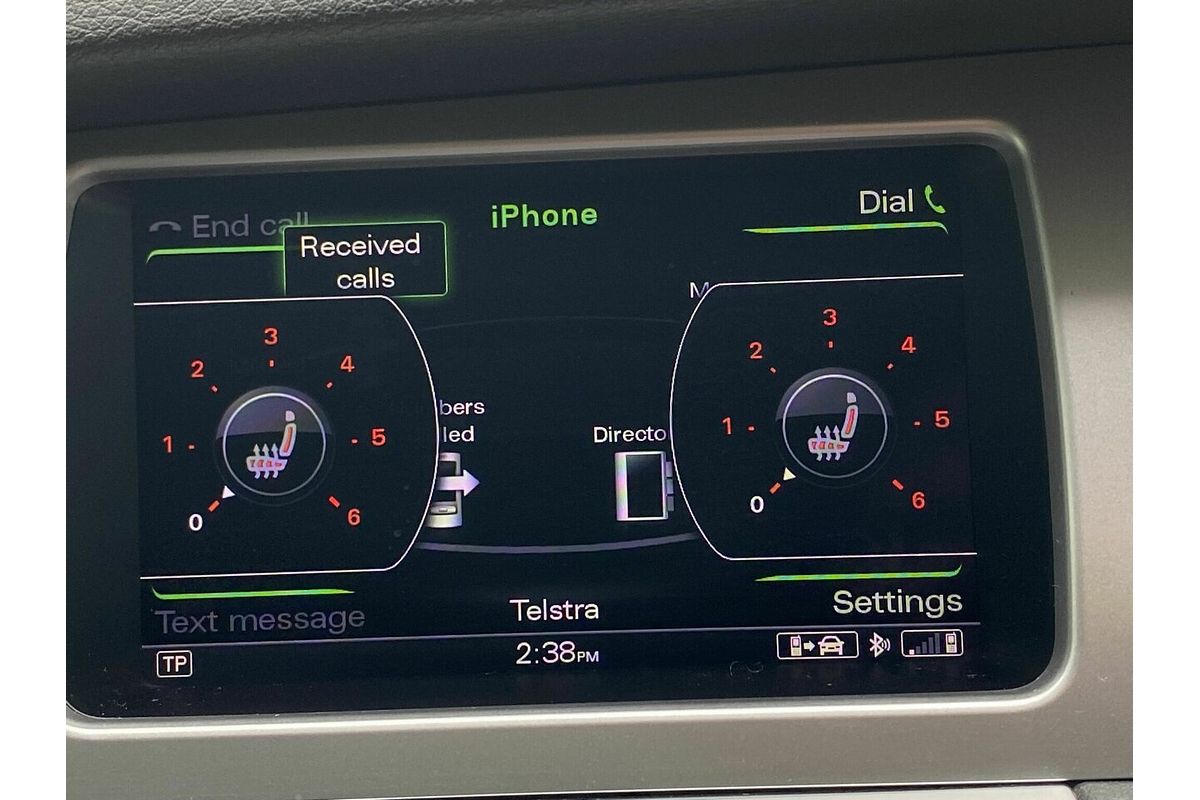 End call
iPhone
Dial
Received
calls
M
3
2
4
1
5
0
6
bers
led
Directo
3
2
4
1
5
0
6
Text message
Telstra
Settings
TP
2:38PM